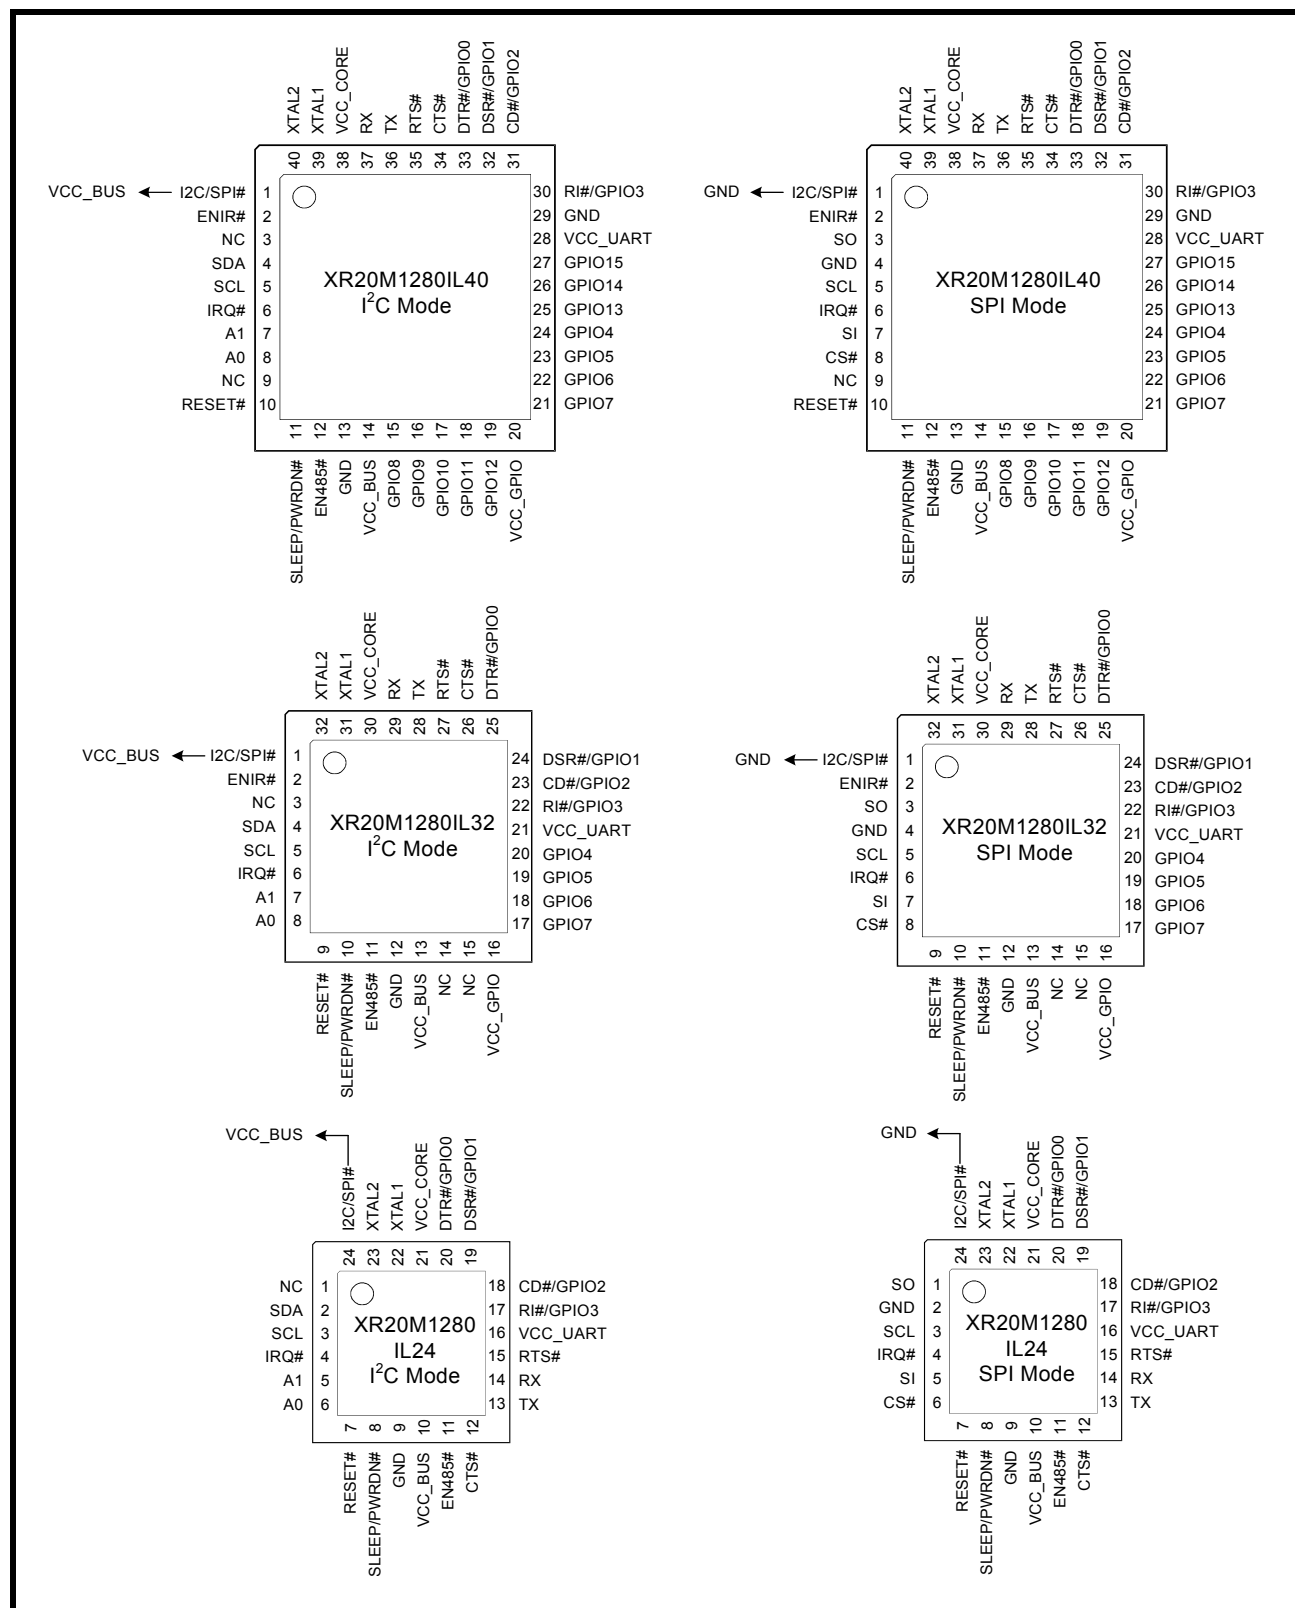 XTAL2
XTAL1
VCC_CORE
RX
TX
RTS#
CTS#
DTR#/GPIO0
DSR#/GPIO1
CD#/GPIO2
40 39 38 37 36 35 34 33 32 31
VCC_BUS I2C/SPI# 1
ENIR# 2
NC 3
SDA 4
SCL 5
IRQ# 6
A1 7
A0 8
NC 9
RESET# 10
XR20M1280IL40
I²C Mode
30 RI#/GPIO3
29 GND
28 VCC_UART
27 GPIO15
26 GPIO14
25 GPIO13
24 GPIO4
23 GPIO5
22 GPIO6
21 GPIO7
11 12 13 14 15 16 17 18 19 20
SLEEP/PWRDN#
EN485#
GND
VCC_BUS
GPIO8
GPIO9
GPIO10
GPIO11
GPIO12
VCC_GPIO
XTAL2
XTAL1
VCC_CORE
RX
TX
RTS#
CTS#
DTR#/GPIO0
DSR#/GPIO1
CD#/GPIO2
40 39 38 37 36 35 34 33 32 31
GND I2C/SPI# 1
ENIR# 2
SO 3
GND 4
SCL 5
IRQ# 6
SI 7
CS# 8
NC 9
RESET# 10
XR20M1280IL40
SPI Mode
30 RI#/GPIO3
29 GND
28 VCC_UART
27 GPIO15
26 GPIO14
25 GPIO13
24 GPIO4
23 GPIO5
22 GPIO6
21 GPIO7
11 12 13 14 15 16 17 18 19 20
SLEEP/PWRDN#
EN485#
GND
VCC_BUS
GPIO8
GPIO9
GPIO10
GPIO11
GPIO12
VCC_GPIO
XTAL2
XTAL1
VCC_CORE
RX
TX
RTS#
CTS#
DTR#/GPIO0
32 31 30 29 28 27 26 25
VCC_BUS I2C/SPI# 1
ENIR# 2
NC 3
SDA 4
SCL 5
IRQ# 6
A1 7
A0 8
XR20M1280IL32
I²C Mode
24 DSR#/GPIO1
23 CD#/GPIO2
22 RI#/GPIO3
21 VCC_UART
20 GPIO4
19 GPIO5
18 GPIO6
17 GPIO7
9 10 11 12 13 14 15 16
RESET#
SLEEP/PWRDN#
EN485#
GND
VCC_BUS
NC
NC
VCC_GPIO
XTAL2
XTAL1
VCC_CORE
RX
TX
RTS#
CTS#
DTR#/GPIO0
32 31 30 29 28 27 26 25
GND I2C/SPI# 1
ENIR# 2
SO 3
GND 4
SCL 5
IRQ# 6
SI 7
CS# 8
XR20M1280IL32
SPI Mode
24 DSR#/GPIO1
23 CD#/GPIO2
22 RI#/GPIO3
21 VCC_UART
20 GPIO4
19 GPIO5
18 GPIO6
17 GPIO7
9 10 11 12 13 14 15 16
RESET#
SLEEP/PWRDN#
EN485#
GND
VCC_BUS
NC
NC
VCC_GPIO
VCC_BUS
I2C/SPI#
XTAL2
XTAL1
VCC_CORE
DTR#/GPIO0
DSR#/GPIO1
24 23 22 21 20 19
NC 1
SDA 2
SCL 3
IRQ# 4
A1 5
A0 6
XR20M1280
IL24
I²C Mode
18 CD#/GPIO2
17 RI#/GPIO3
16 VCC_UART
15 RTS#
14 RX
13 TX
7 8 9 10 11 12
RESET#
SLEEP/PWRDN#
GND
VCC_BUS
EN485#
CTS#
GND
I2C/SPI#
XTAL2
XTAL1
VCC_CORE
DTR#/GPIO0
DSR#/GPIO1
24 23 22 21 20 19
SO 1
GND 2
SCL 3
IRQ# 4
SI 5
CS# 6
XR20M1280
IL24
SPI Mode
18 CD#/GPIO2
17 RI#/GPIO3
16 VCC_UART
15 RTS#
14 RX
13 TX
7 8 9 10 11 12
RESET#
SLEEP/PWRDN#
GND
VCC_BUS
EN485#
CTS#